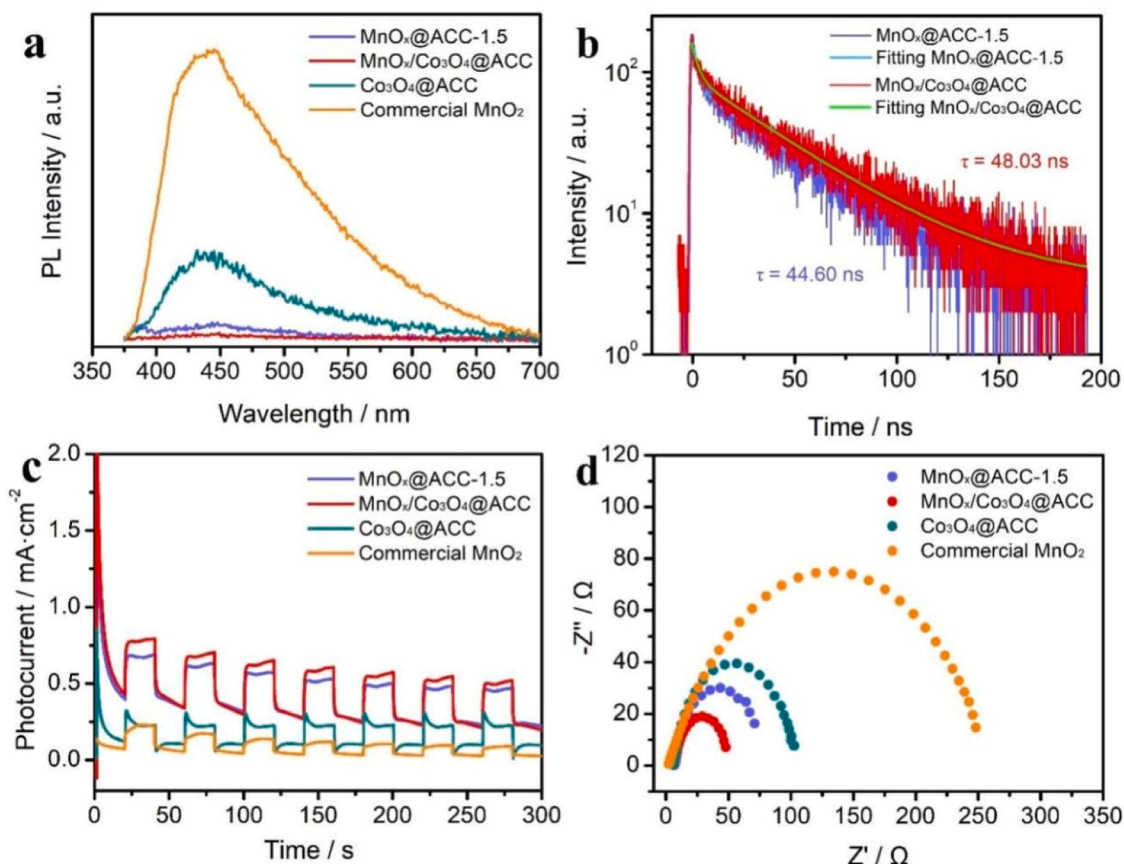 a
MnOₓ@ACC-1.5
MnOₓ/Co₃O₄@ACC
Co₃O₄@ACC
Commercial MnO₂
PL Intensity / a.u.
350 400 450 500 550 600 650 700
Wavelength / nm
b
MnOₓ@ACC-1.5
Fitting MnOₓ@ACC-1.5
MnOₓ/Co₃O₄@ACC
Fitting MnOₓ/Co₃O₄@ACC
τ = 48.03 ns
τ = 44.60 ns
Intensity / a.u.
10²
10¹
10⁰
0 50 100 150 200
Time / ns
c
MnOₓ@ACC-1.5
MnOₓ/Co₃O₄@ACC
Co₃O₄@ACC
Commercial MnO₂
Photocurrent / mA·cm⁻²
2.0
1.5
1.0
0.5
0.0
0 50 100 150 200 250 300
Time / s
d
MnOₓ@ACC-1.5
MnOₓ/Co₃O₄@ACC
Co₃O₄@ACC
Commercial MnO₂
-Z'' / Ω
120
100
80
60
40
20
0
0 50 100 150 200 250 300 350
Z' / Ω